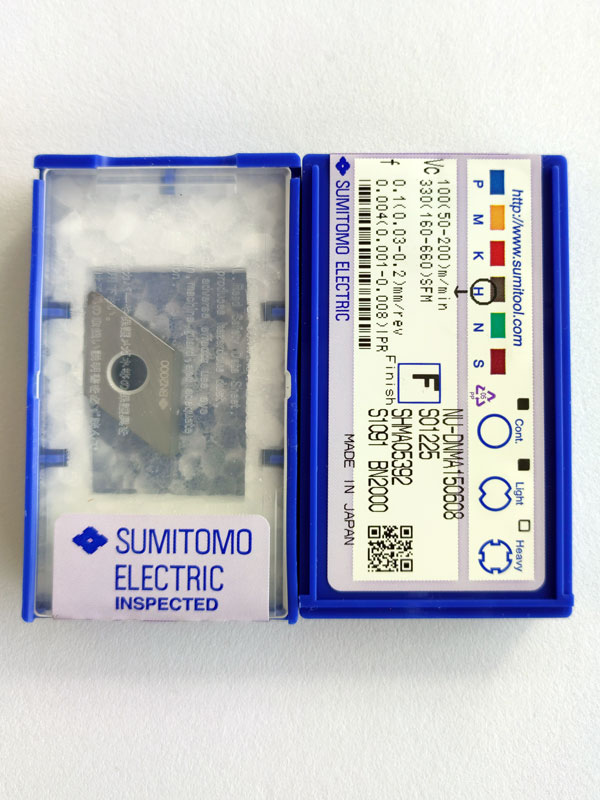 SUMITOMO
ELECTRIC
INSPECTED
BN2000
http://www.sumitool.com
P M K H N S
Cont. Light Heavy
Vc 100(50-200)m/min
330(160-660)SFM
f 0.1(0.03-0.2)mm/rev
0.004(0.001-0.008)IPR
F
Finish
NU-DNMA150608
S01225
SHMA05392
S1091 BN2000
SUMITOMO ELECTRIC
MADE IN JAPAN